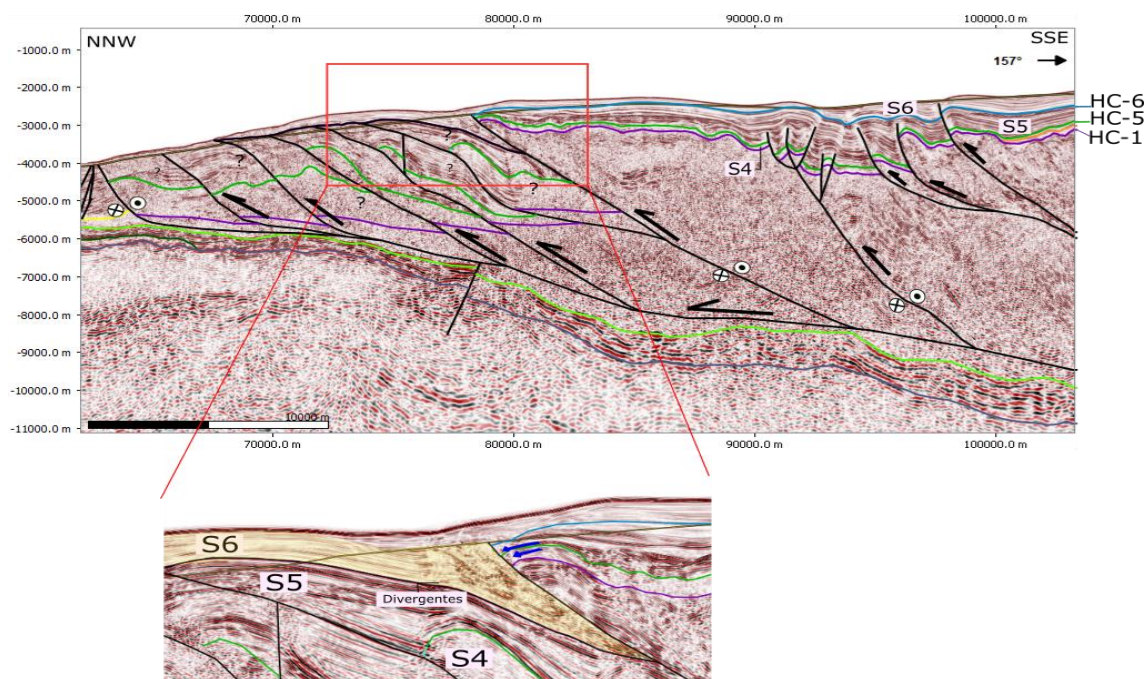 70000.0 m 80000.0 m 90000.0 m 100000.0 m
NNW SSE
-1000.0 m
157°
-2000.0 m
S6
HC-6
HC-5
S5
HC-1
-3000.0 m
?
-4000.0 m
? ? ? S4
?
?
-5000.0 m
-6000.0 m
-7000.0 m
-8000.0 m
-9000.0 m
-10000.0 m
10000 m
-11000.0 m
70000.0 m 80000.0 m 90000.0 m 100000.0 m
S6
S5
Divergentes
S4